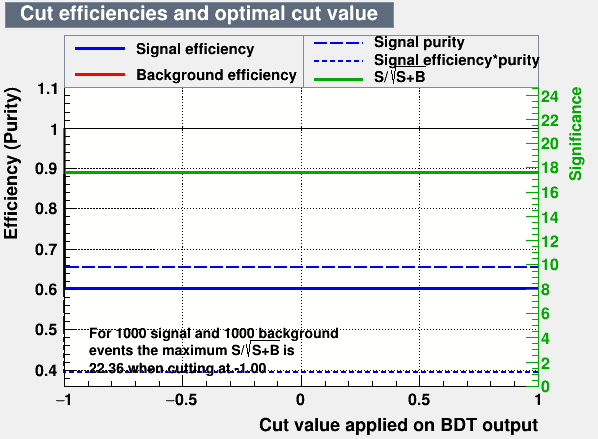 Cut efficiencies and optimal cut value
Signal efficiency
Background efficiency
Signal purity
Signal efficiency*purity
S/√S+B
Efficiency (Purity)
1.1
1
0.9
0.8
0.7
0.6
0.5
0.4
Significance
24
22
20
18
16
14
12
10
8
6
4
2
0
For 1000 signal and 1000 background
events the maximum S/√S+B is
22.36 when cutting at -1.00
−1
−0.5
0
0.5
1
Cut value applied on BDT output